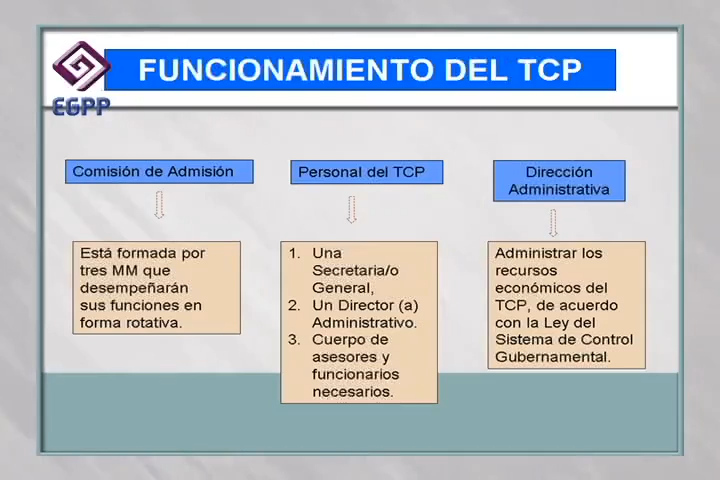 FUNCIONAMIENTO DEL TCP
EGPP
Comisión de Admisión
Está formada por
tres MM que
desempeñarán
sus funciones en
forma rotativa.
Personal del TCP
1. Una
Secretaria/o
General,
2. Un Director (a)
Administrativo.
3. Cuerpo de
asesores y
funcionarios
necesarios.
Dirección
Administrativa
Administrar los
recursos
económicos del
TCP, de acuerdo
con la Ley del
Sistema de Control
Gubernamental.